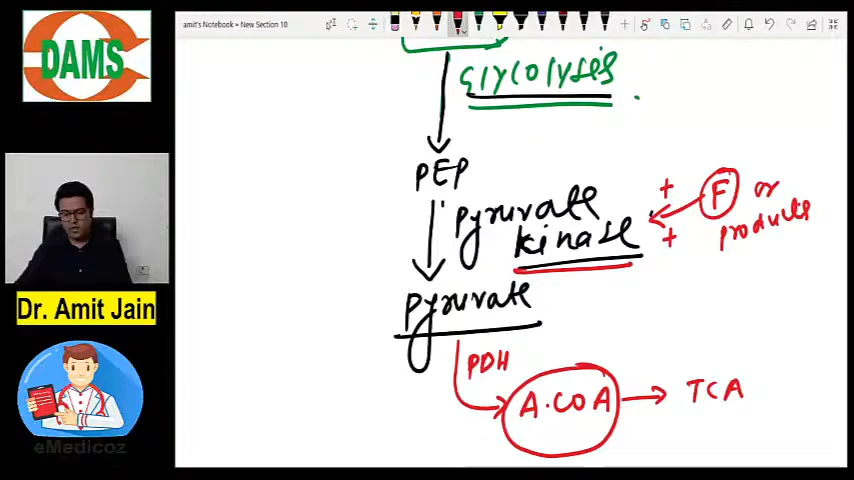 amit's Notebook > New Section 10
DAMS
Glycolysis
PEP
Pyruvate
kinase
+
+
F or
products
Pyruvate
PDH
A.COA → TCA
Dr. Amit Jain
eMedicoz